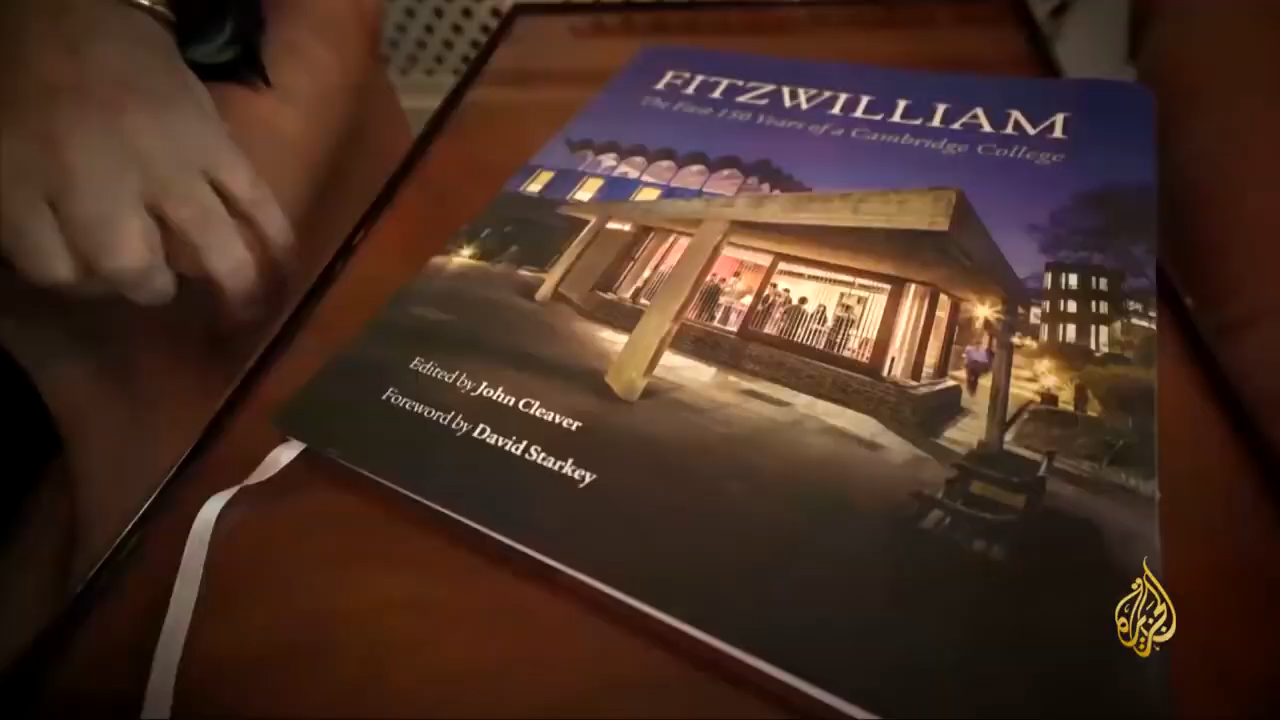 FITZWILLIAM
The First 150 Years of a Cambridge College
Edited by John Cleaver
Foreword by David Starkey
الجزيرة